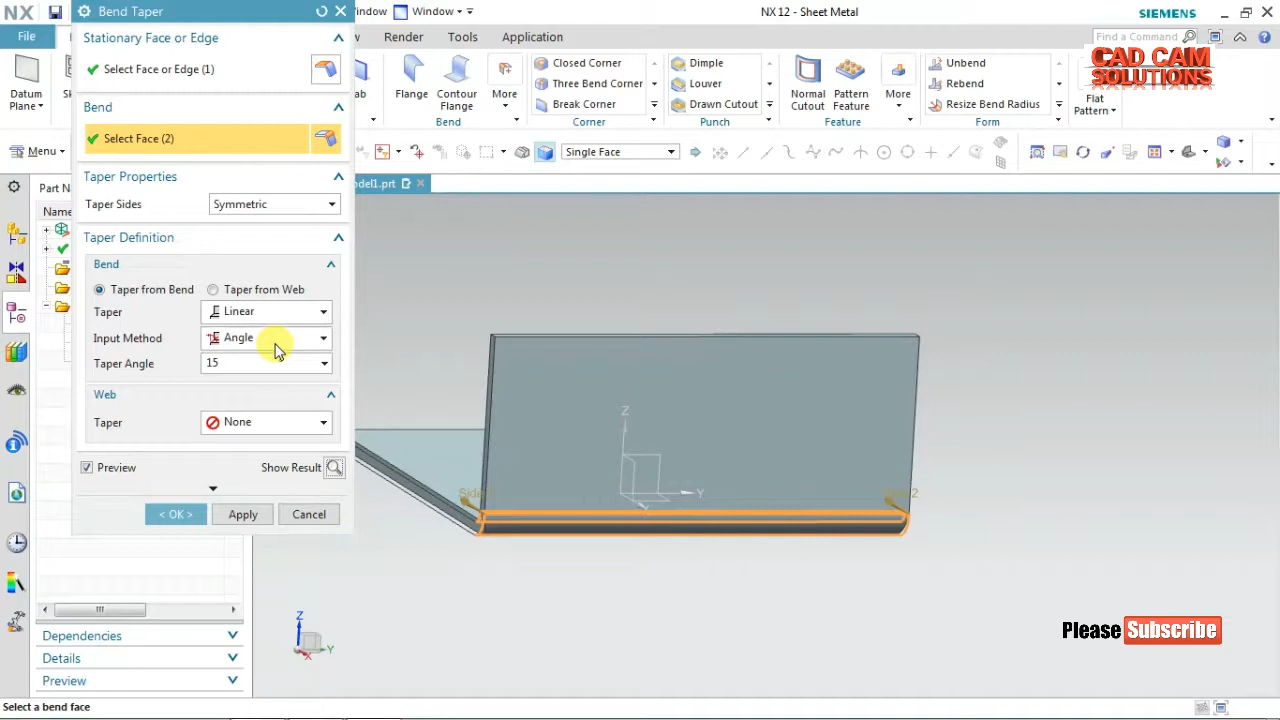 NX
Bend Taper
Window
Window
NX 12 - Sheet Metal
SIEMENS
File
Render
Tools
Application
Find a Command
Stationary Face or Edge
Select Face or Edge (1)
Bend
Select Face (2)
Taper Properties
Taper Sides
Symmetric
Taper Definition
Bend
Taper from Bend
Taper from Web
Taper
Linear
Input Method
Angle
Taper Angle
15
Web
Taper
None
Preview
Show Result
< OK >
Apply
Cancel
Datum
Plane
Flange
Contour
Flange
More
Bend
Closed Corner
Three Bend Corner
Break Corner
Corner
Dimple
Louver
Drawn Cutout
Punch
Normal
Cutout
Pattern
Feature
More
Feature
Unbend
Rebend
Resize Bend Radius
Form
Flat
Pattern
CAD CAM
SOLUTIONS
Menu
Single Face
Part N
odel1.prt
Name
Z
Y
Z
Y
X
Dependencies
Details
Preview
Please Subscribe
Select a bend face